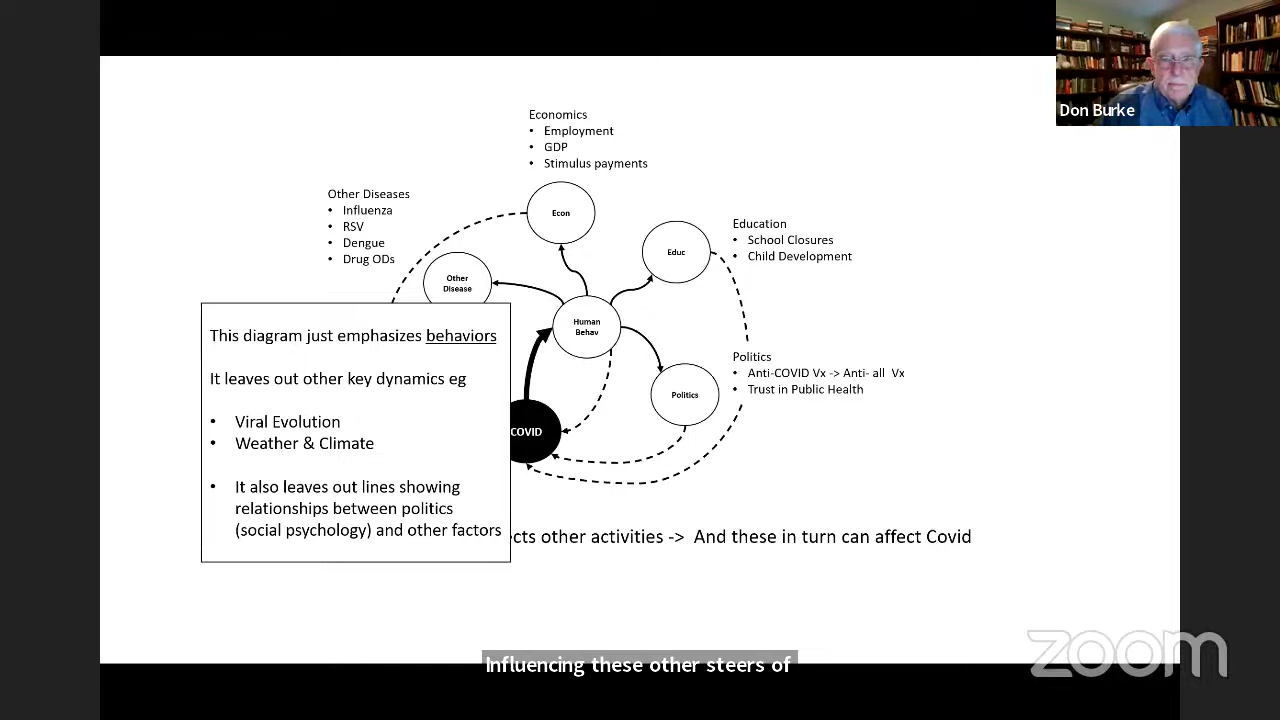 Don Burke
Economics
• Employment
• GDP
• Stimulus payments
Other Diseases
• Influenza
• RSV
• Dengue
• Drug ODs
Econ
Education
• School Closures
• Child Development
Educ
Other
Disease
Human
Behav
Politics
• Anti-COVID Vx -> Anti- all Vx
• Trust in Public Health
Politics
COVID
This diagram just emphasizes behaviors
It leaves out other key dynamics eg
• Viral Evolution
• Weather & Climate
• It also leaves out lines showing
relationships between politics
(social psychology) and other factors
ects other activities -> And these in turn can affect Covid
zoom
Influencing these other steers of